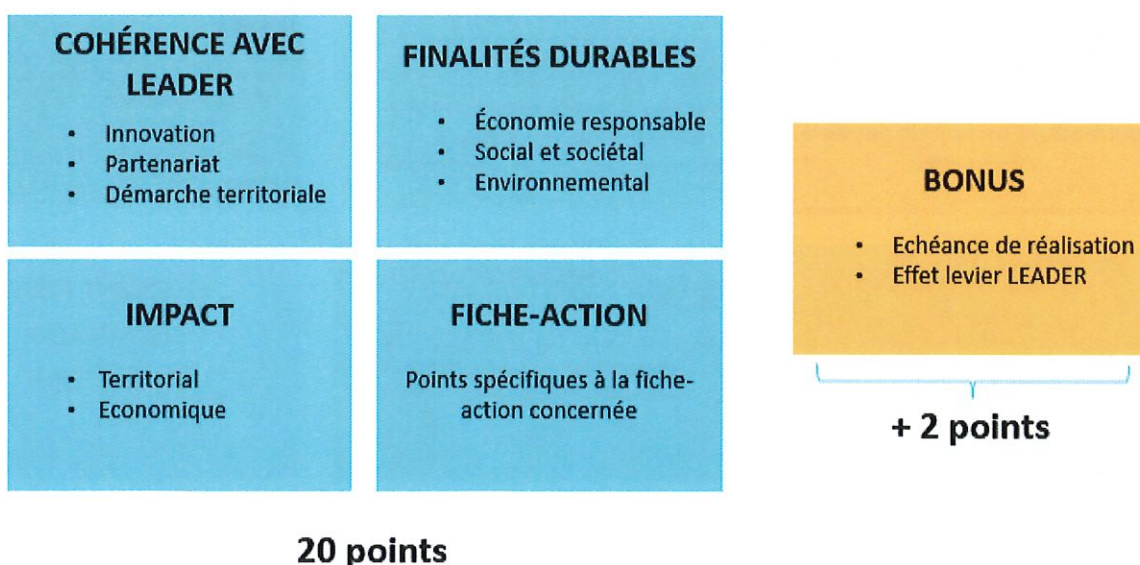 COHÉRENCE AVEC
LEADER
• Innovation
• Partenariat
• Démarche territoriale
FINALITÉS DURABLES
• Économie responsable
• Social et sociétal
• Environnemental
IMPACT
• Territorial
• Economique
FICHE-ACTION
Points spécifiques à la fiche-
action concernée
20 points
BONUS
• Echéance de réalisation
• Effet levier LEADER
+ 2 points